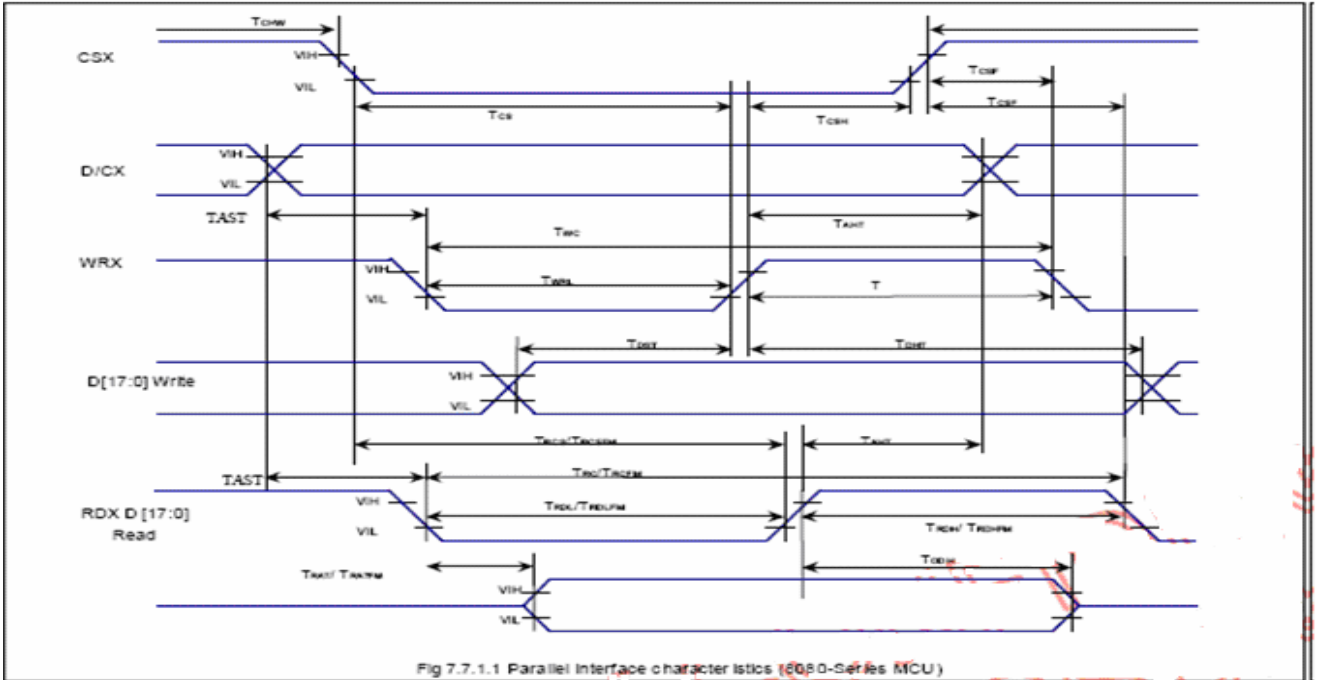 TCHW
CSX
VIH
VIL
TCSF
TCSF
TCS
TCSH
D/CX
VIH
VIL
TAST
TAHT
TWC
WRX
VIH
VIL
TWRL
T
TDST
TDHT
D[17:0] Write
VIH
VIL
TRCS/TRCSFM
TAHT
TAST
TRC/TRCFM
RDX D [17:0]
Read
VIH
VIL
TRDL/TRDLFM
TRDH/ TRDHFM
TRAT/ TRATFM
TODH
VIH
VIL
Fig 7.7.1.1 Parallel Interface characteristics (8080-Series MCU)